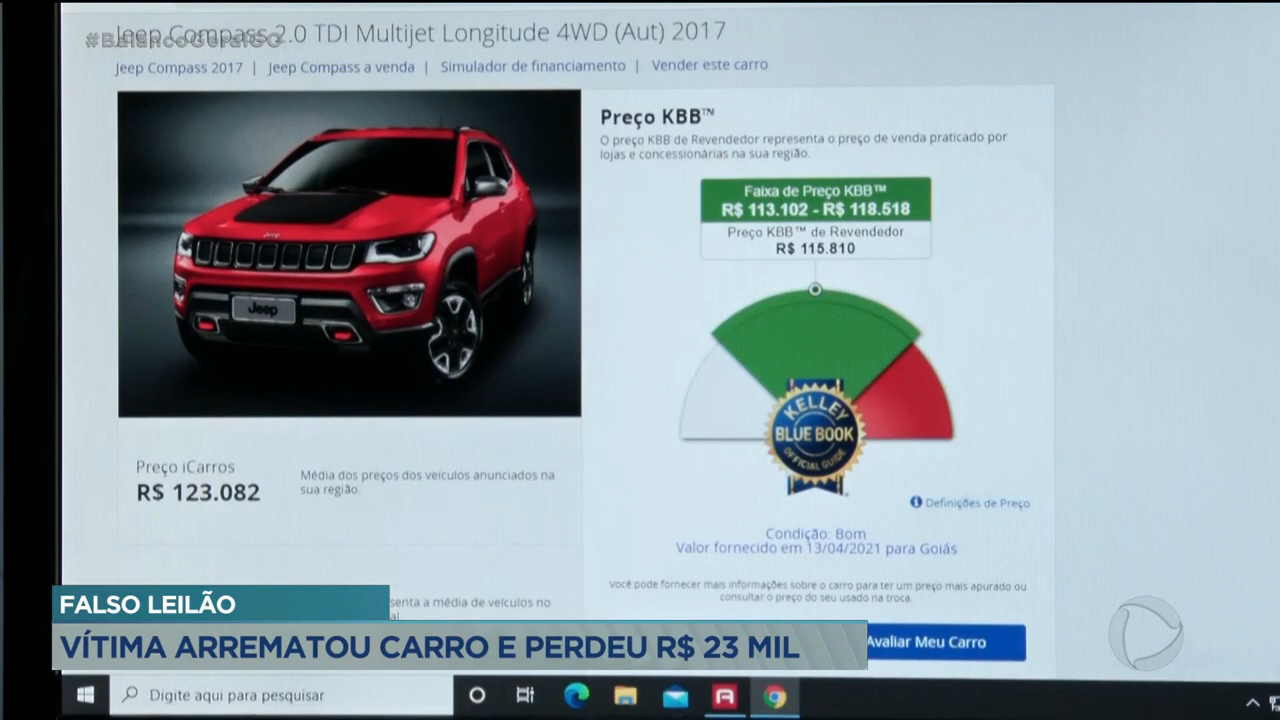 Jeep Compass 2.0 TDI Multijet Longitude 4WD (Aut) 2017
#BalançoGeralGO
Jeep Compass 2017 | Jeep Compass a venda | Simulador de financiamento | Vender este carro
Preço KBB™
O preço KBB de Revendedor representa o preço de venda praticado por
lojas e concessionárias na sua região.
Faixa de Preço KBB™
R$ 113.102 - R$ 118.518
Preço KBB™ de Revendedor
R$ 115.810
Jeep
KELLEY
BLUE BOOK
OFFICIAL GUIDE
Preço iCarros
R$ 123.082
Média dos preços dos veículos anunciados na
sua região.
Definições de Preço
Condição: Bom
Valor fornecido em 13/04/2021 para Goiás
Você pode fornecer mais informações sobre o carro para ter um preço mais apurado ou
consultar o preço do seu usado na troca.
senta a média de veículos no
al
Avaliar Meu Carro
FALSO LEILÃO
VÍTIMA ARREMATOU CARRO E PERDEU R$ 23 MIL
Digite aqui para pesquisar